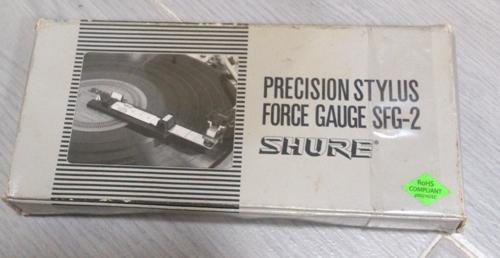 PRECISION STYLUS
FORCE GAUGE SFG-2
SHURE
RoHS
COMPLIANT